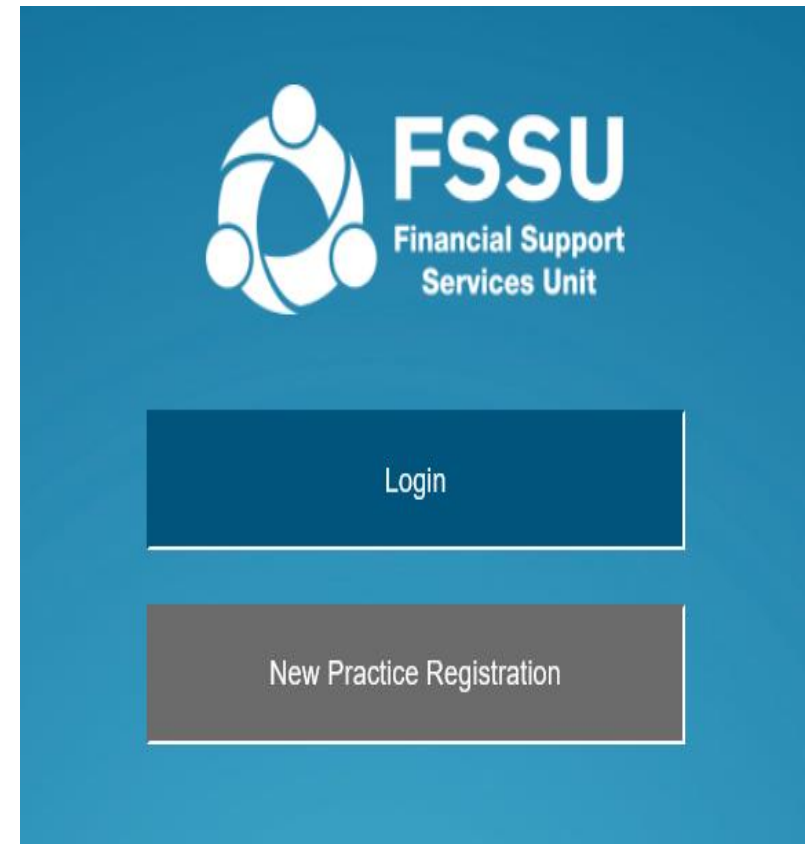 FSSU
Financial Support
Services Unit
Login
New Practice Registration